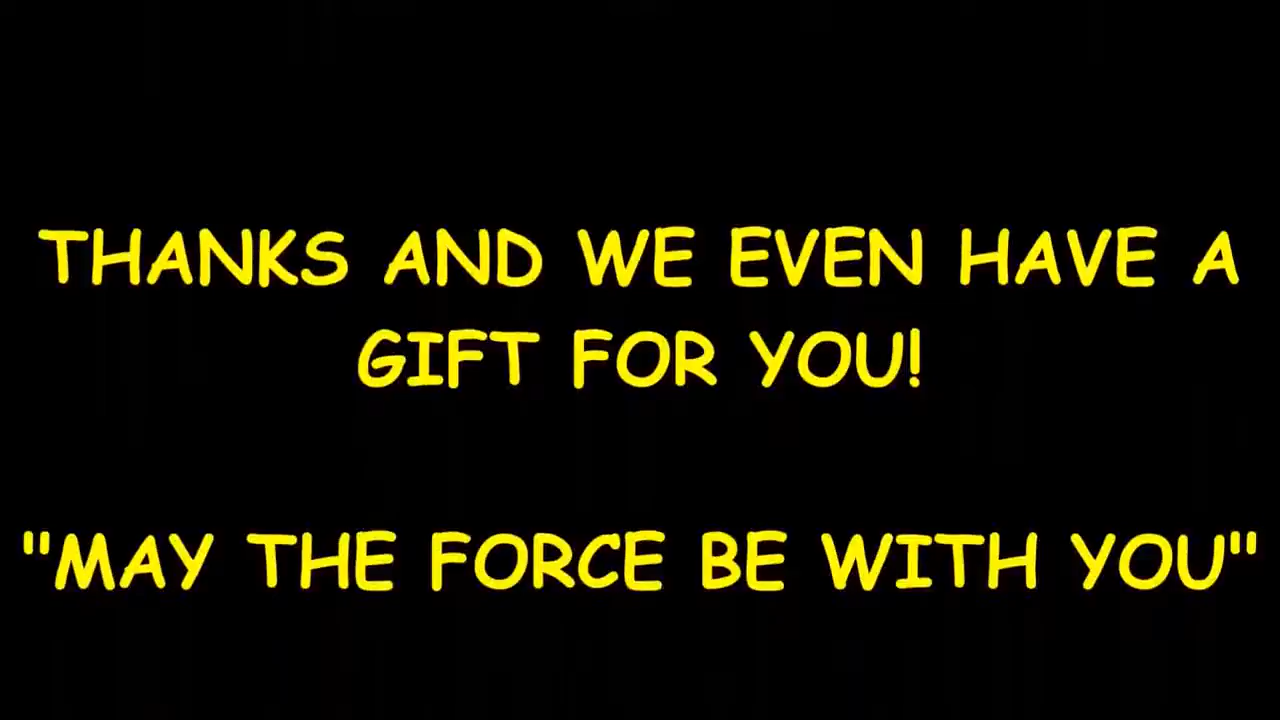 THANKS AND WE EVEN HAVE A
GIFT FOR YOU!
"MAY THE FORCE BE WITH YOU"